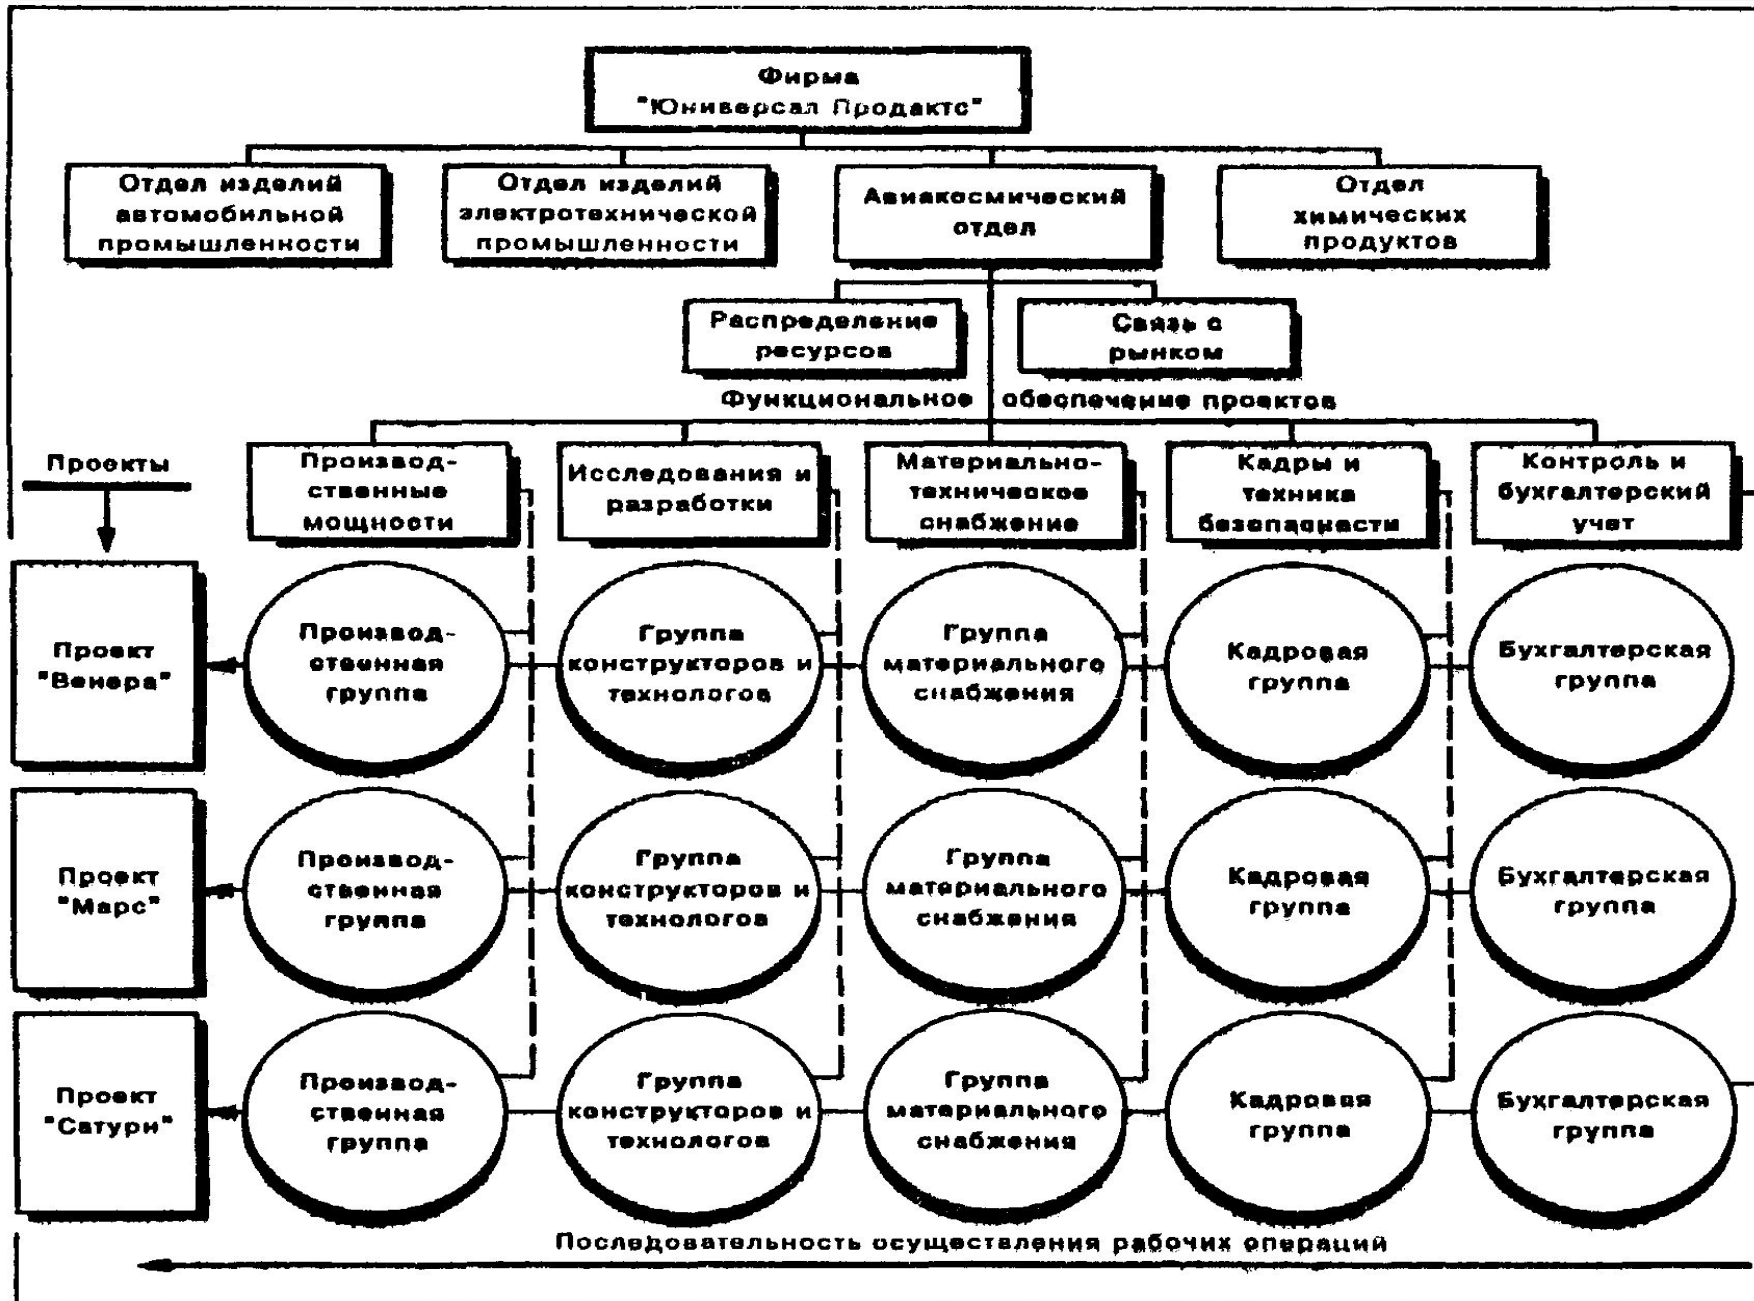 Фирма
"Юниверсал Продактс"
Отдел изделий
автомобильной
промышленности
Отдел изделий
электротехнической
промышленности
Авиакосмический
отдел
Отдел
химических
продуктов
Распределение
ресурсов
Связь с
рынком
Функциональное обеспечение проектов
Проекты
Производ-
ственные
мощности
Исследования и
разработки
Материально-
техническое
снабжение
Кадры и
техника
безопасности
Контроль и
бухгалтерский
учет
Проект
"Венера"
Производ-
ственная
группа
Группа
конструкторов и
технологов
Группа
материального
снабжения
Кадровая
группа
Бухгалтерская
группа
Проект
"Марс"
Производ-
ственная
группа
Группа
конструкторов и
технологов
Группа
материального
снабжения
Кадровая
группа
Бухгалтерская
группа
Проект
"Сатурн"
Производ-
ственная
группа
Группа
конструкторов и
технологов
Группа
материального
снабжения
Кадровая
группа
Бухгалтерская
группа
Последовательность осуществления рабочих операций